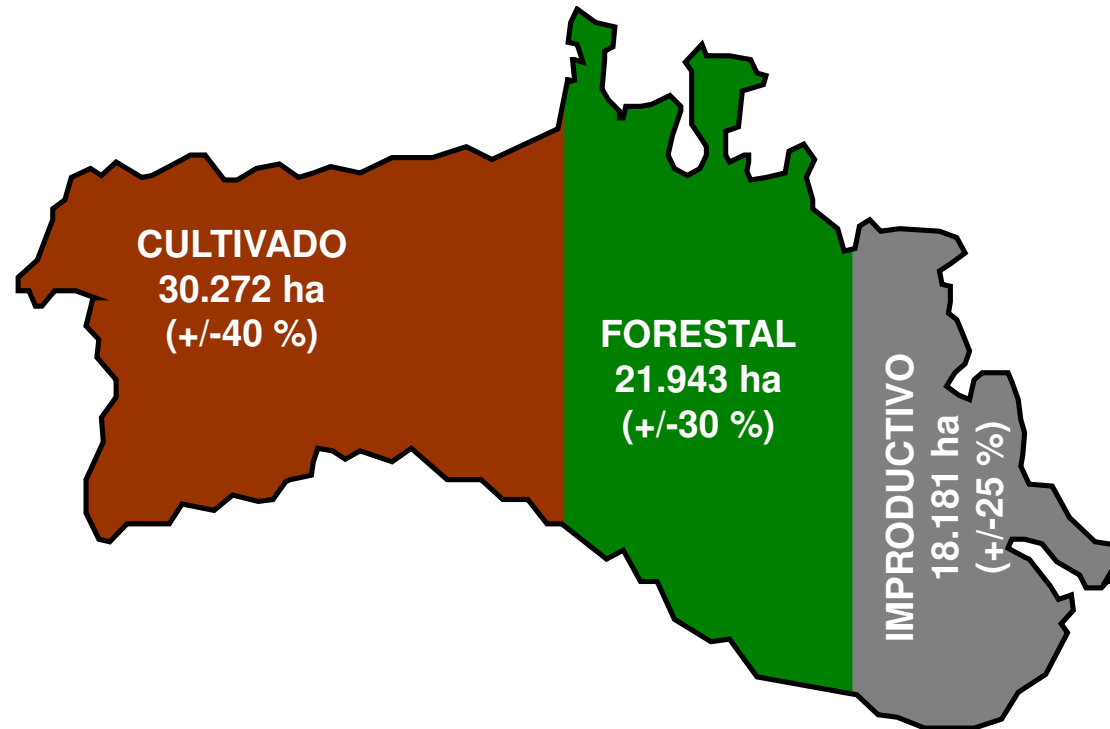 CULTIVADO
30.272 ha
(+/-40 %)
FORESTAL
21.943 ha
(+/-30 %)
IMPRODUCTIVO
18.181 ha
(+/-25 %)